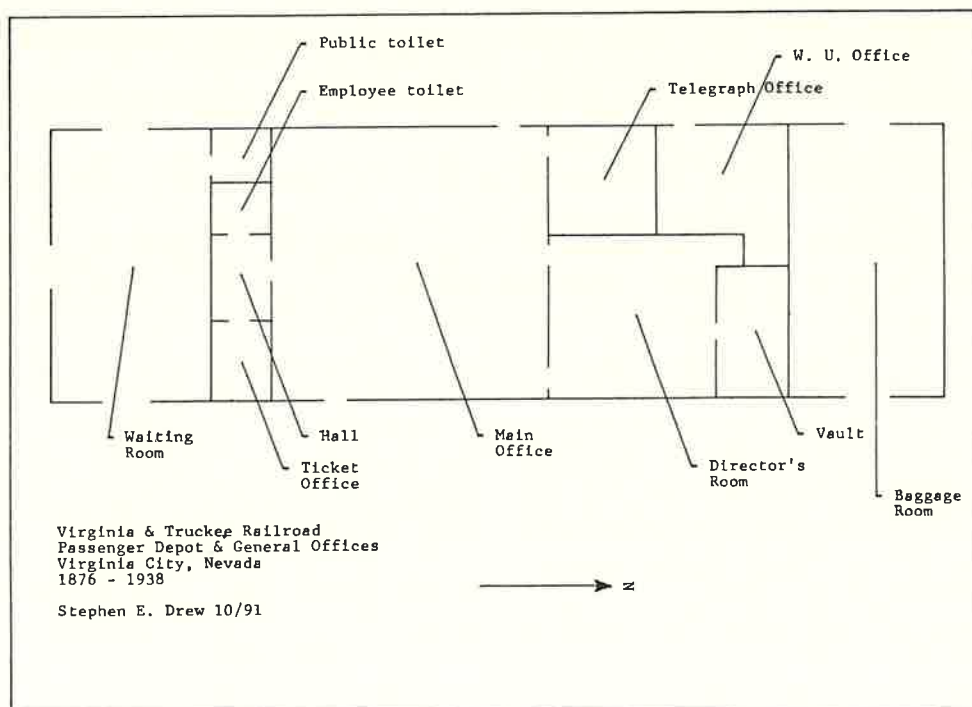 Public toilet
W. U. Office
Employee toilet
Telegraph Office
Waiting
Room
Hall
Ticket
Office
Main
Office
Director's
Room
Vault
Baggage
Room
Virginia & Truckee Railroad
Passenger Depot & General Offices
Virginia City, Nevada
1876 - 1938
Stephen E. Drew 10/91
N